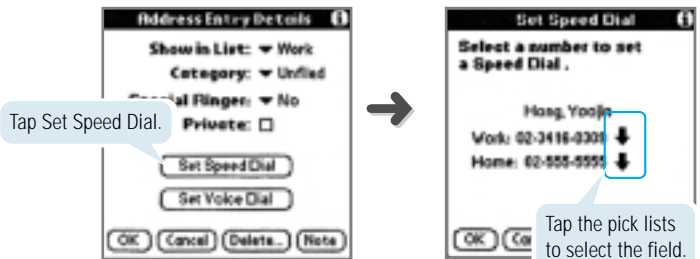 Address Entry Details
Show in List: Work
Category: Unfiled
Special Ringer: No
Tap Set Speed Dial.
Private:
Set Speed Dial
Set Voice Dial
OK Cancel Delete... Note
Set Speed Dial
Select a number to set
a Speed Dial .
Hong, Yoojin
Work: 02-3416-0309
Home: 02-555-5555
Tap the pick lists
to select the field.
OK